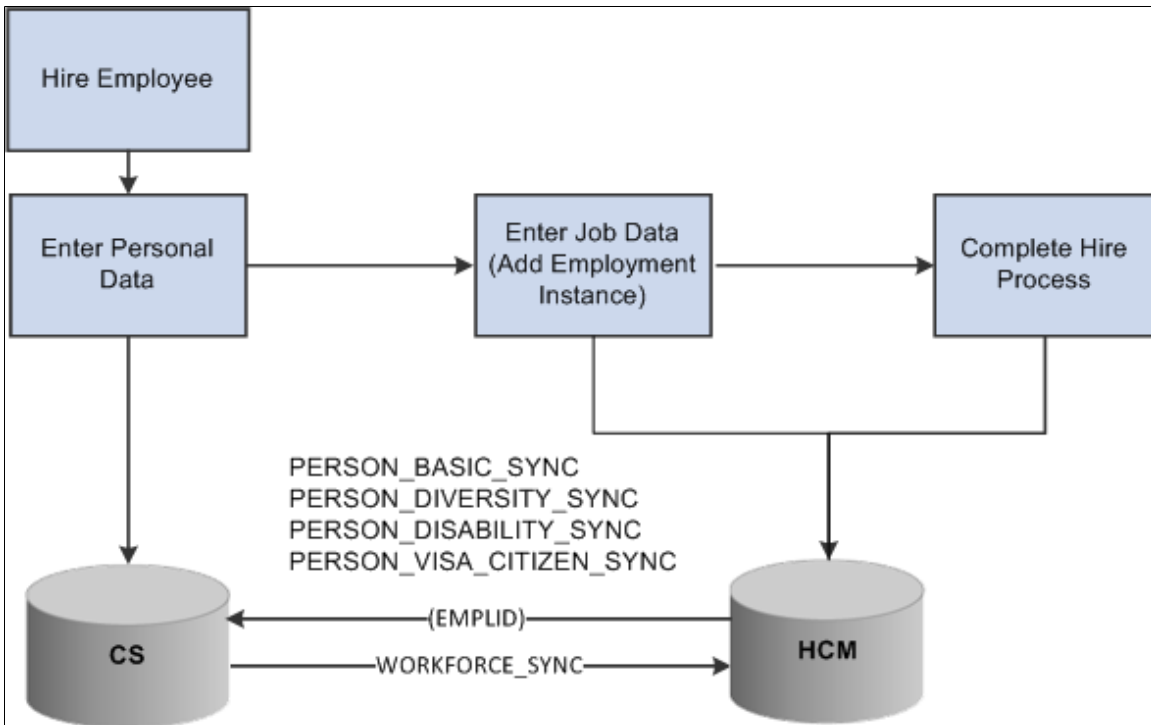 Hire Employee
Enter Personal
Data
Enter Job Data
(Add Employment
Instance)
Complete Hire
Process
PERSON_BASIC_SYNC
PERSON_DIVERSITY_SYNC
PERSON_DISABILITY_SYNC
PERSON_VISA_CITIZEN_SYNC
(EMPLID)
CS
HCM
WORKFORCE_SYNC